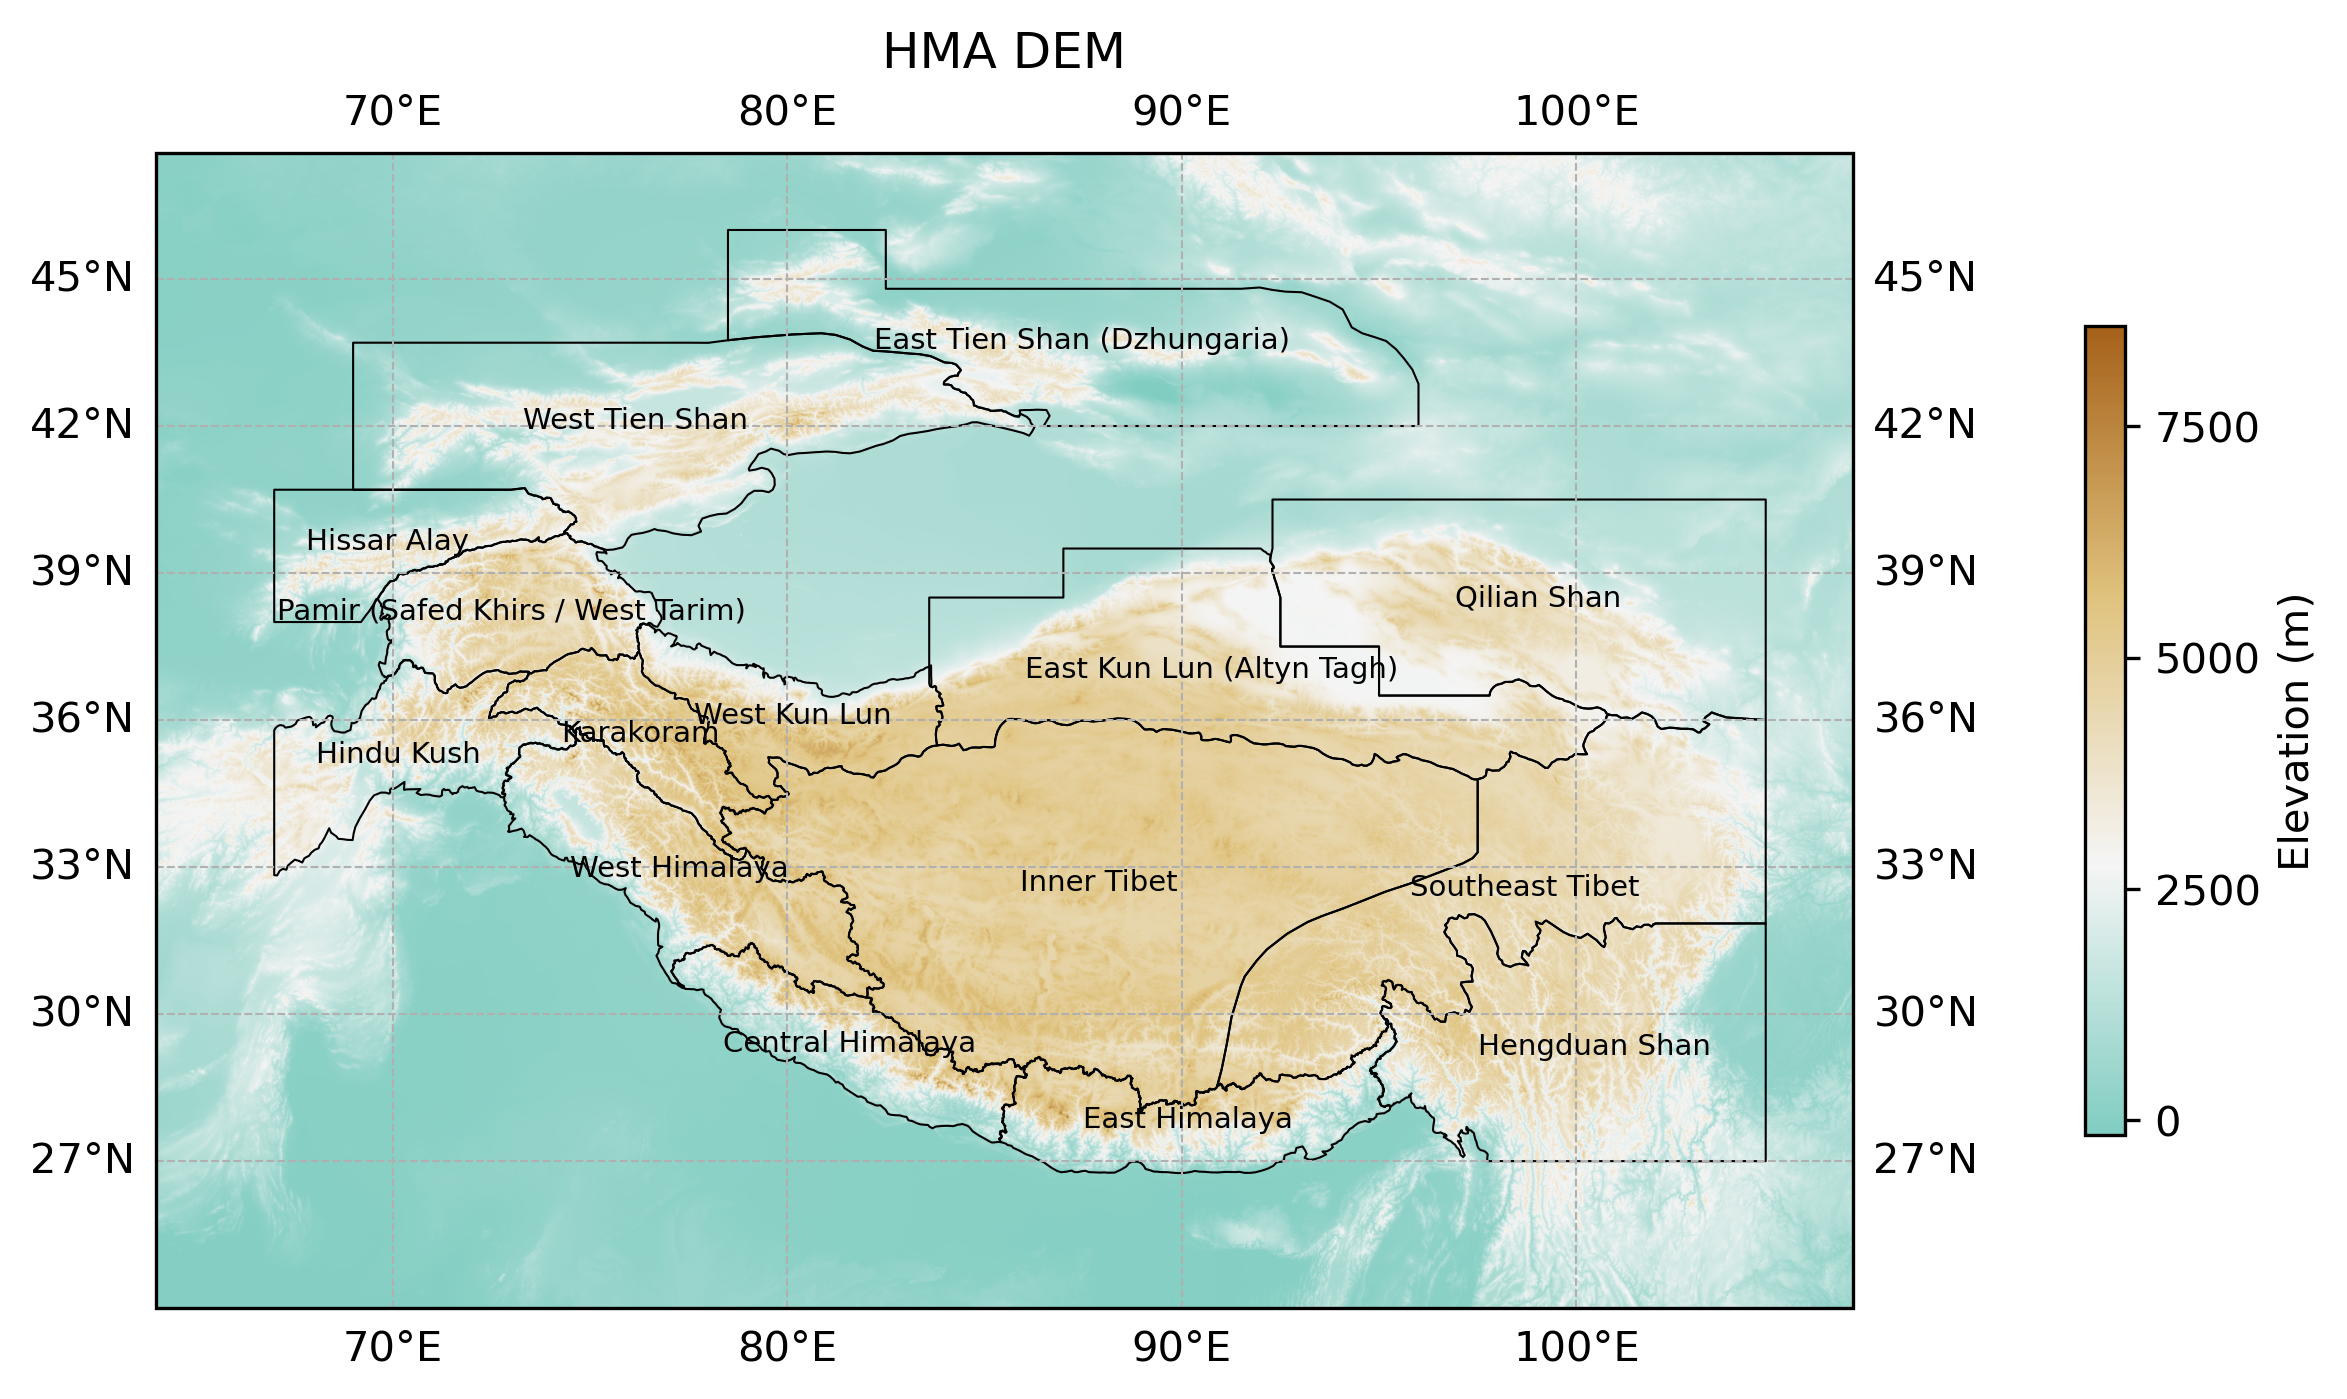 HMA DEM
70°E 80°E 90°E 100°E
45°N 45°N
East Tien Shan (Dzhungaria)
West Tien Shan
42°N 42°N
7500
Hissar Alay
39°N 39°N
Qilian Shan
Pamir (Safed Khirs / West Tarim)
East Kun Lun (Altyn Tagh)
5000
West Kun Lun
36°N 36°N
Karakoram
Hindu Kush
Elevation (m)
33°N 33°N
West Himalaya
Inner Tibet
Southeast Tibet
2500
30°N 30°N
Central Himalaya
Hengduan Shan
East Himalaya
0
27°N 27°N
70°E 80°E 90°E 100°E